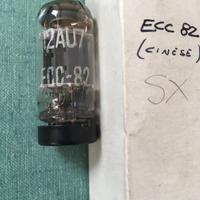 12AU7
ECC-82
ECC 82
(CINESE)
SX